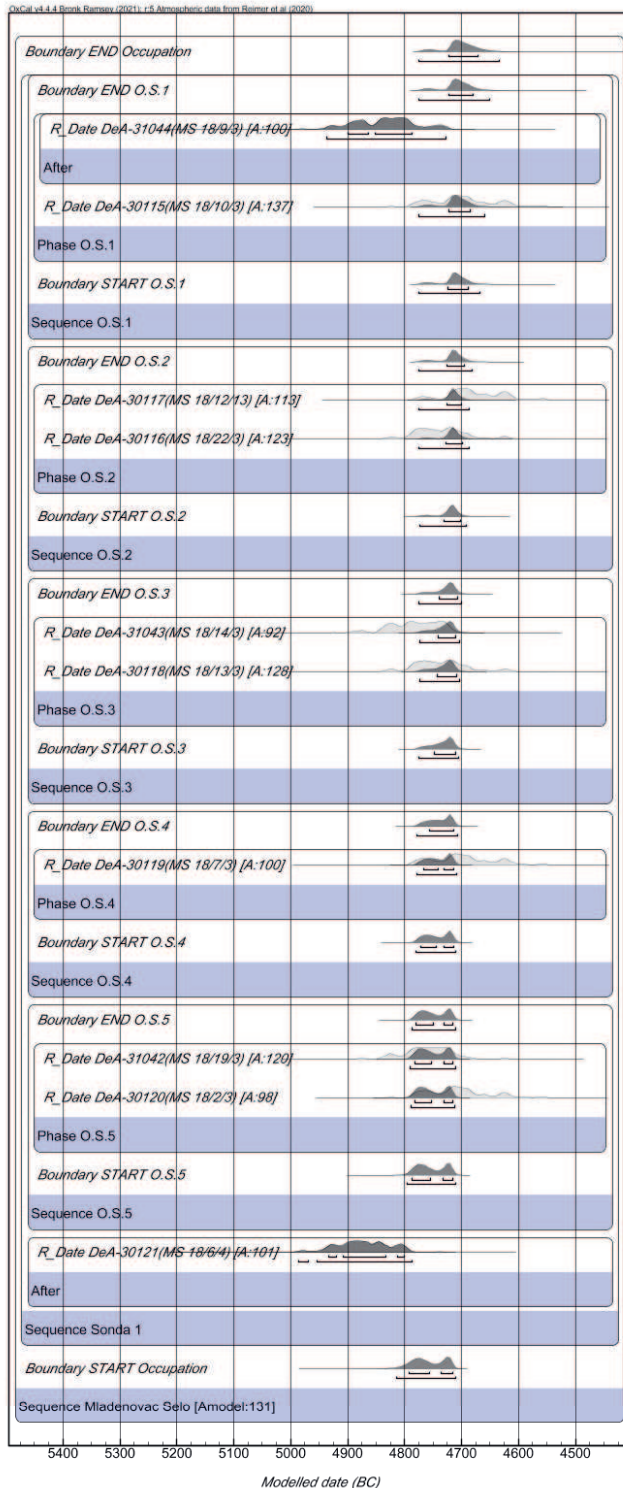 OxCal v4.4.4 Bronk Ramsey (2021); r:5 Atmospheric data from Reimer et al (2020)
Boundary END Occupation
Boundary END O.S.1
R_Date DeA-31044(MS 18/9/3) [A:100]
After
R_Date DeA-30115(MS 18/10/3) [A:137]
Phase O.S.1
Boundary START O.S.1
Sequence O.S.1
Boundary END O.S.2
R_Date DeA-30117(MS 18/12/13) [A:113]
R_Date DeA-30116(MS 18/22/3) [A:123]
Phase O.S.2
Boundary START O.S.2
Sequence O.S.2
Boundary END O.S.3
R_Date DeA-31043(MS 18/14/3) [A:92]
R_Date DeA-30118(MS 18/13/3) [A:128]
Phase O.S.3
Boundary START O.S.3
Sequence O.S.3
Boundary END O.S.4
R_Date DeA-30119(MS 18/7/3) [A:100]
Phase O.S.4
Boundary START O.S.4
Sequence O.S.4
Boundary END O.S.5
R_Date DeA-31042(MS 18/19/3) [A:120]
R_Date DeA-30120(MS 18/2/3) [A:98]
Phase O.S.5
Boundary START O.S.5
Sequence O.S.5
R_Date DeA-30121(MS 18/6/4) [A:101]
After
Sequence Sonda 1
Boundary START Occupation
Sequence Mladenovac Selo [Amodel:131]
5400 5300 5200 5100 5000 4900 4800 4700 4600 4500
Modelled date (BC)